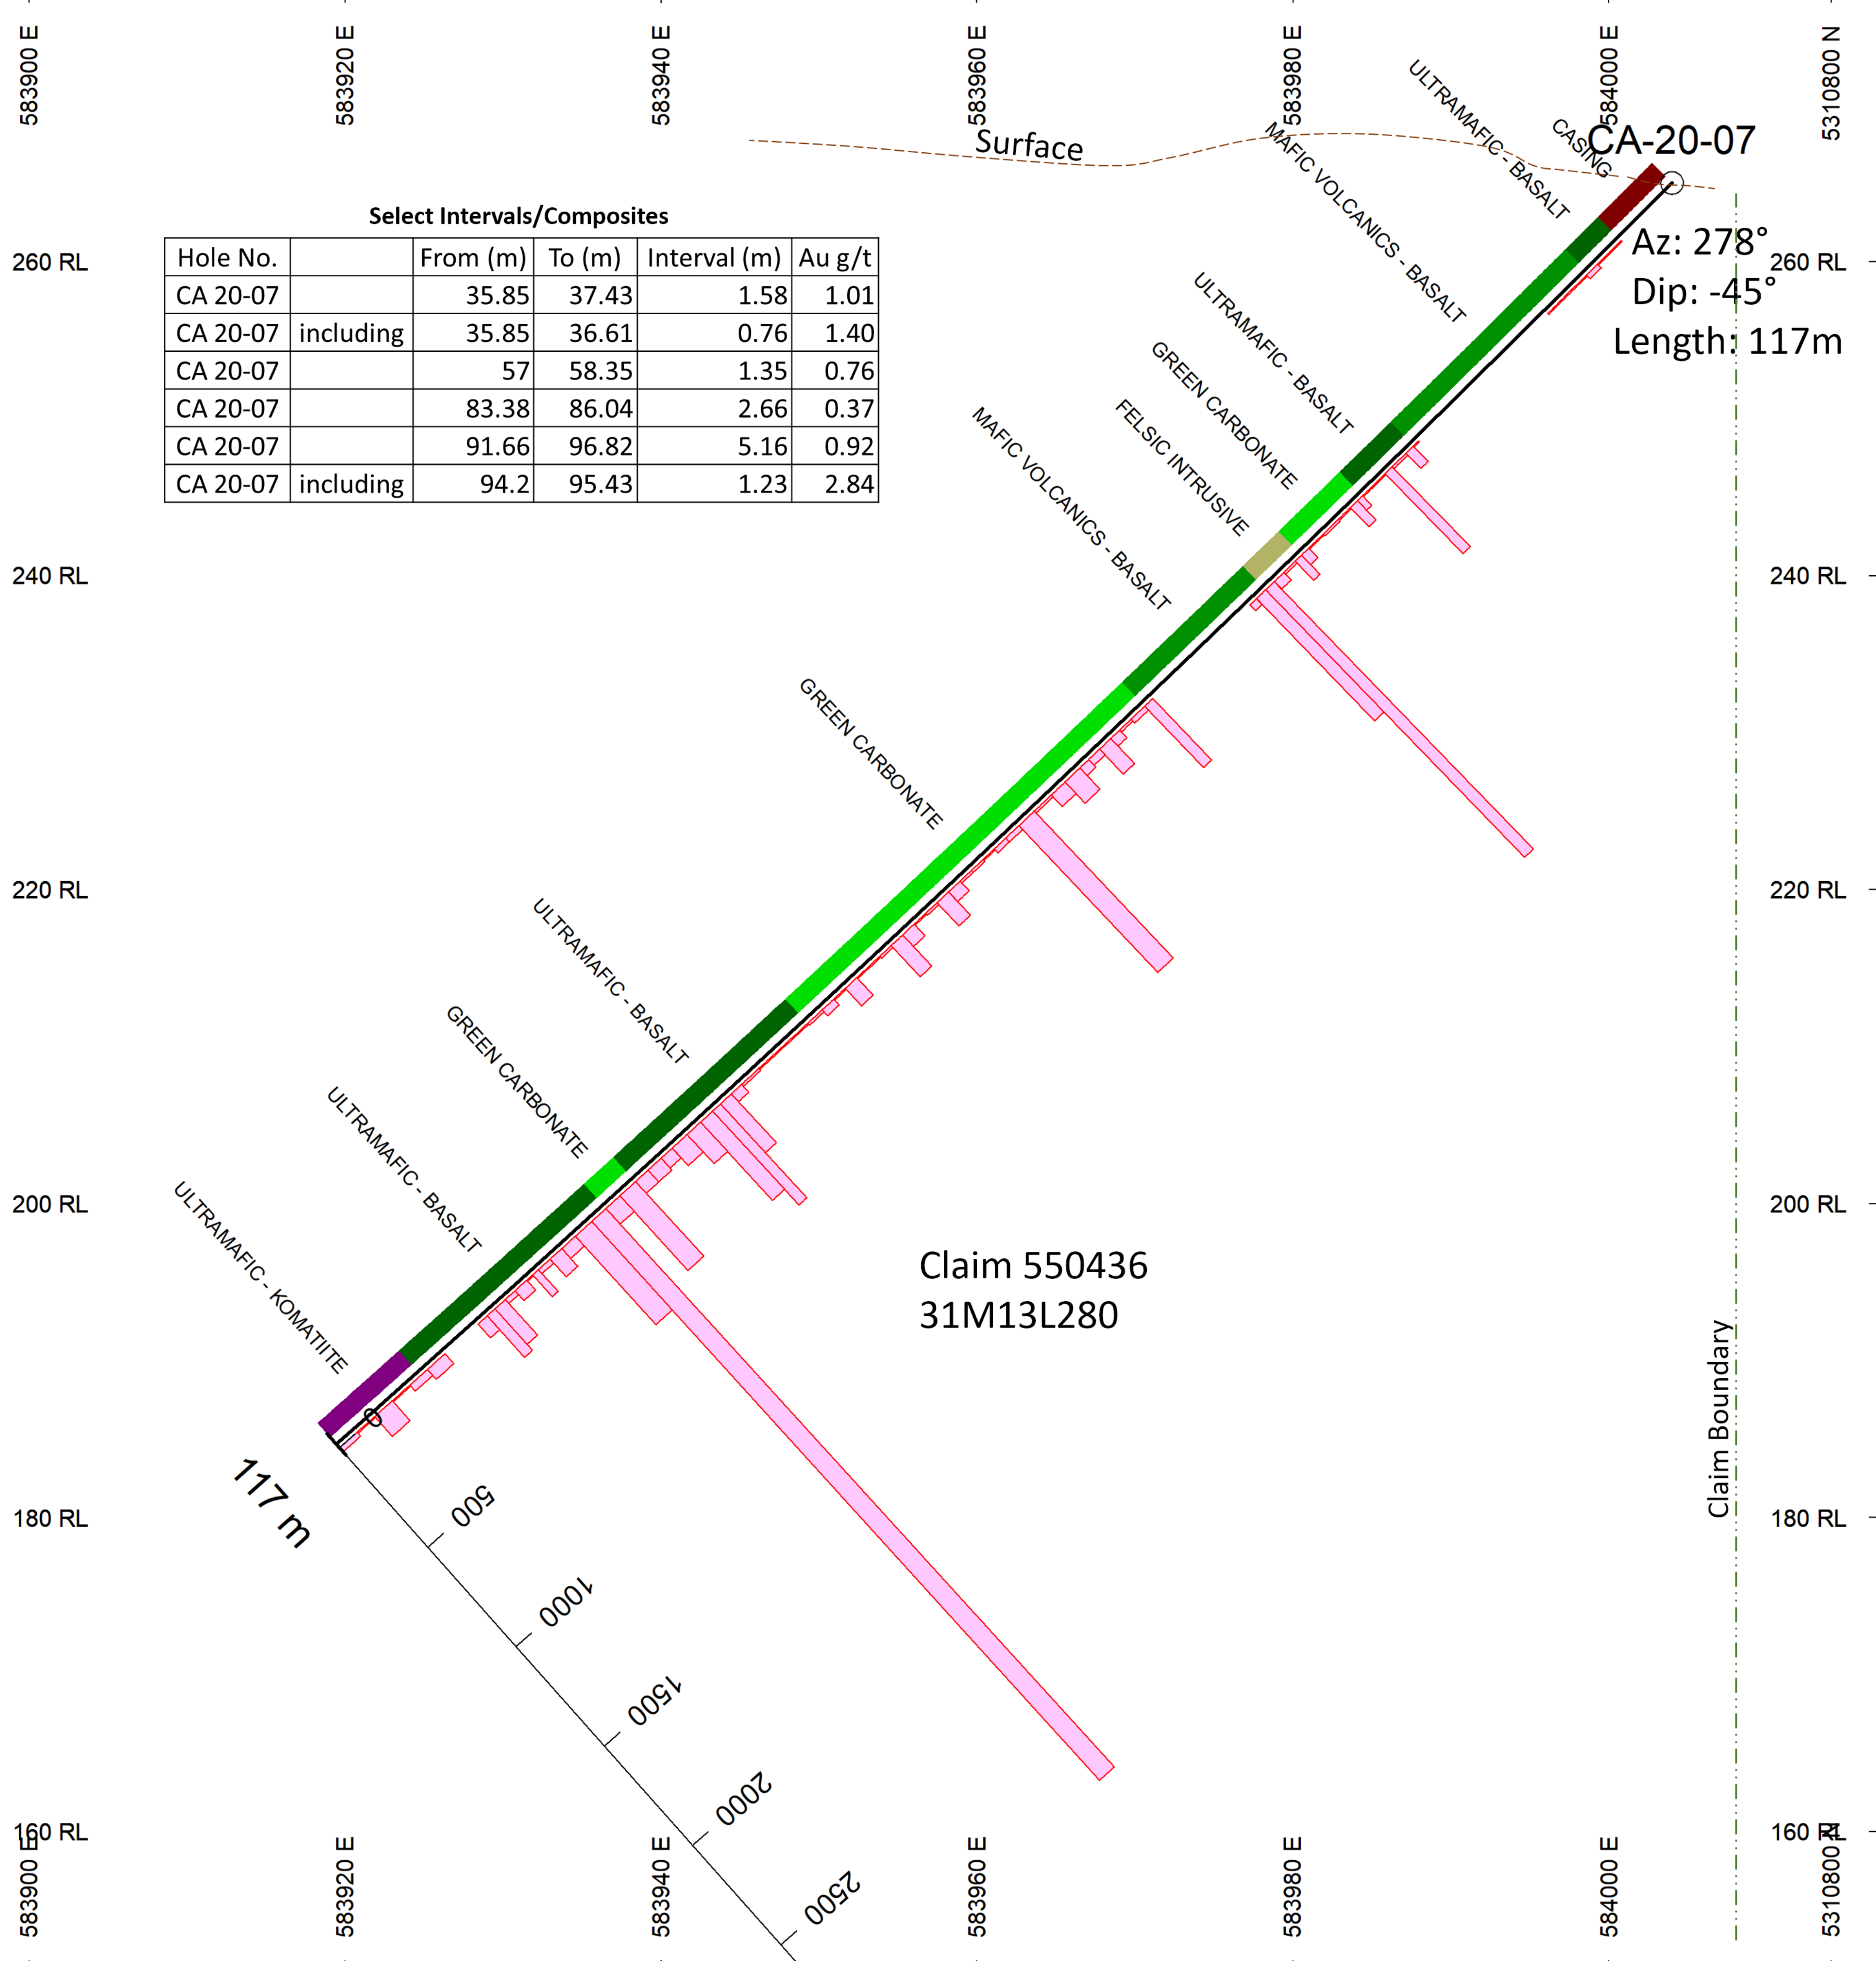 583900 E
583920 E
583940 E
583960 E
583980 E
584000 E
5310800 N
Surface
CA-20-07
CASING
ULTRAMAFIC - BASALT
MAFIC VOLCANICS - BASALT
ULTRAMAFIC - BASALT
GREEN CARBONATE
FELSIC INTRUSIVE
MAFIC VOLCANICS - BASALT
GREEN CARBONATE
ULTRAMAFIC - BASALT
GREEN CARBONATE
ULTRAMAFIC - BASALT
ULTRAMAFIC - KOMATIITE
Az: 278°
Dip: -45°
Length: 117m
Select Intervals/Composites
Hole No. From (m) To (m) Interval (m) Au g/t
CA 20-07 35.85 37.43 1.58 1.01
CA 20-07 including 35.85 36.61 0.76 1.40
CA 20-07 57 58.35 1.35 0.76
CA 20-07 83.38 86.04 2.66 0.37
CA 20-07 91.66 96.82 5.16 0.92
CA 20-07 including 94.2 95.43 1.23 2.84
260 RL
260 RL
240 RL
240 RL
220 RL
220 RL
200 RL
200 RL
180 RL
180 RL
160 RL
160 RL
Claim 550436
31M13L280
Claim Boundary
117 m
0
500
1000
1500
2000
2500
583900 E
583920 E
583940 E
583960 E
583980 E
584000 E
5310800 N